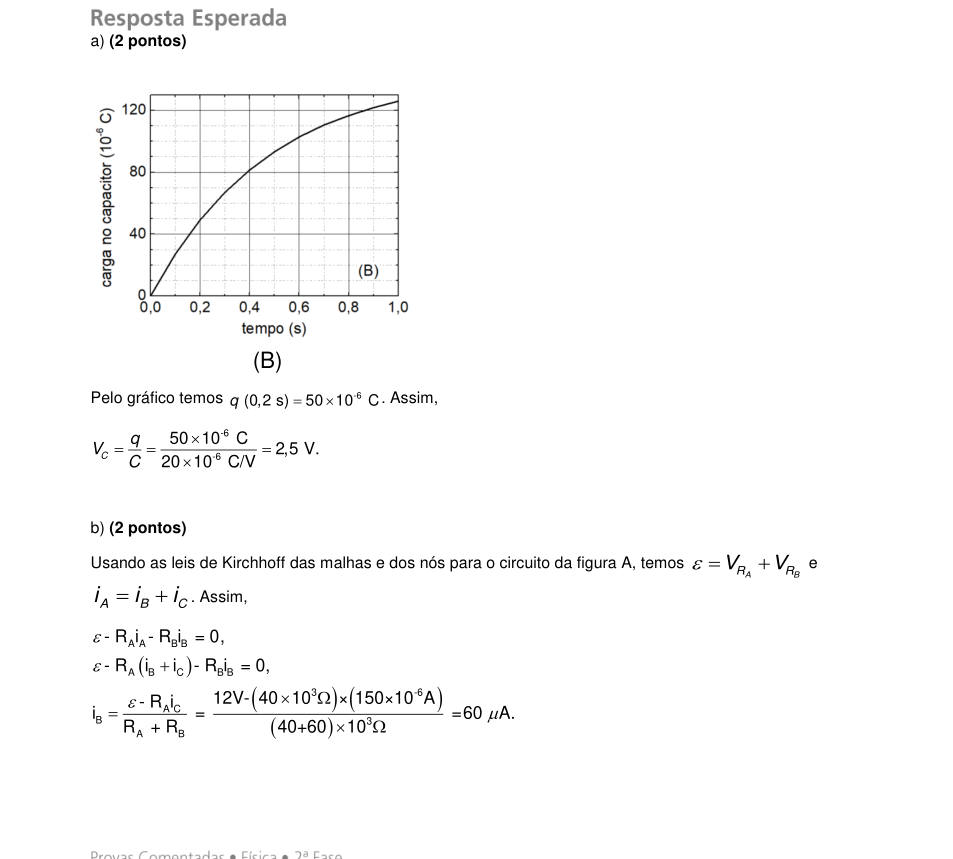 Resposta Esperada
a) (2 pontos)
carga no capacitor (10⁻⁶ C)
120
80
40
0
(B)
0,0 0,2 0,4 0,6 0,8 1,0
tempo (s)
(B)
Pelo gráfico temos q (0,2 s) = 50×10⁻⁶ C. Assim,
V_C = q/C = 50×10⁻⁶ C / 20×10⁻⁶ C/V = 2,5 V.
b) (2 pontos)
Usando as leis de Kirchhoff das malhas e dos nós para o circuito da figura A, temos ε = V_{R_A} + V_{R_B} e
i_A = i_B + i_C. Assim,
ε - R_A i_A - R_B i_B = 0,
ε - R_A (i_B + i_C) - R_B i_B = 0,
i_B = (ε - R_A i_C)/(R_A + R_B) = (12V-(40×10³Ω)×(150×10⁻⁶A))/((40+60)×10³Ω) =60 μA.
Provas Comentadas • Física • 2ª Fase